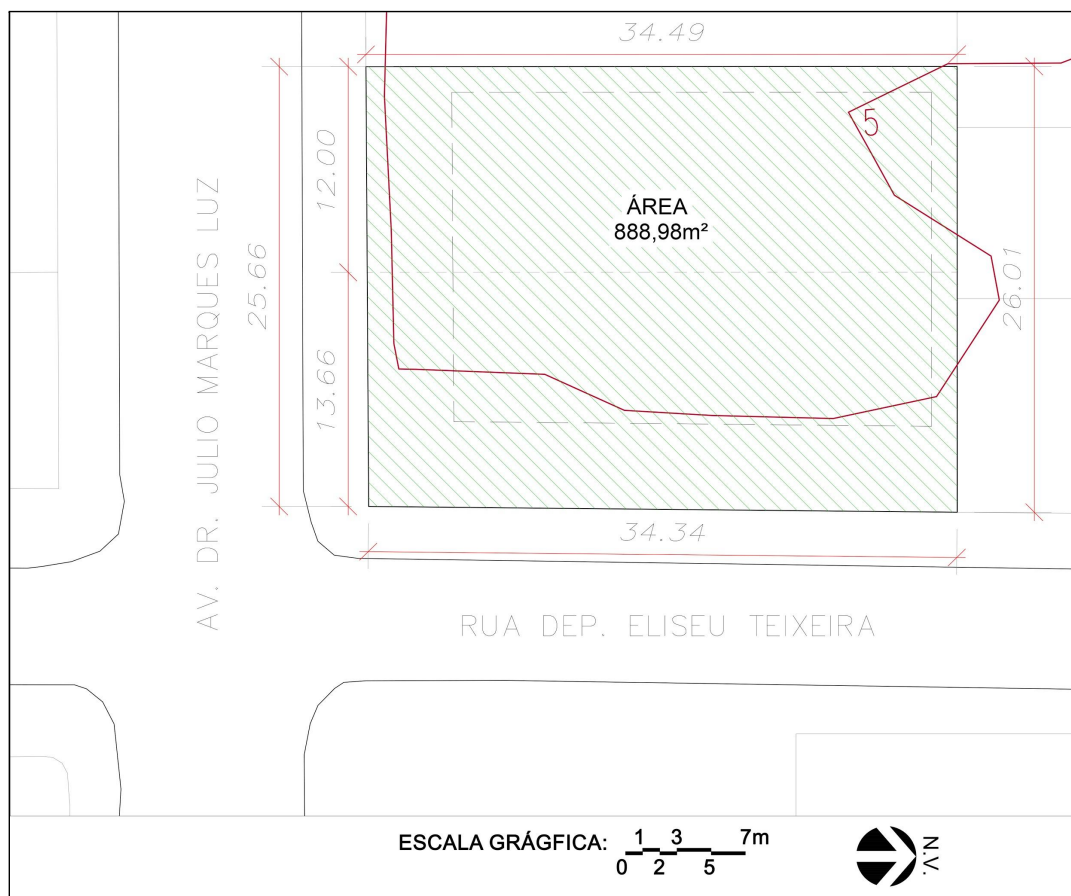 34.49
12.00
5
ÁREA
888,98m²
AV. DR. JULIO MARQUES LUZ
25.66
26.01
13.66
34.34
RUA DEP. ELISEU TEIXEIRA
ESCALA GRÁGFICA:
1 3 7m
0 2 5
N.V.